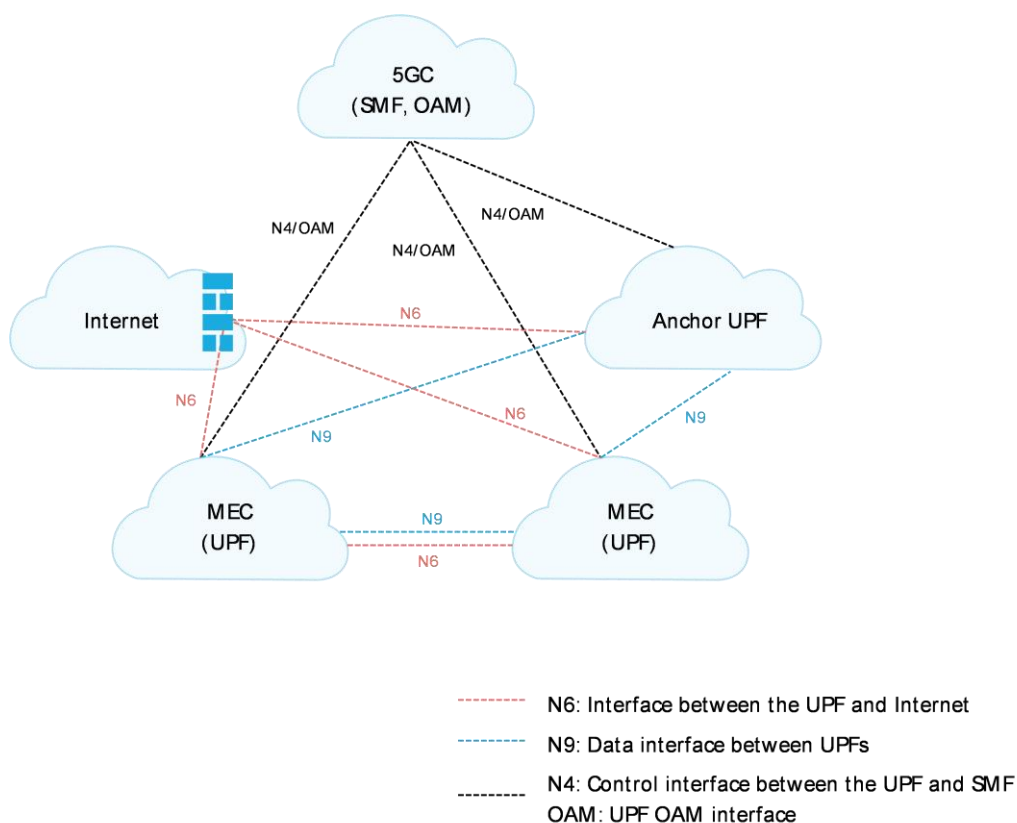 5GC
(SMF, OAM)
N4/OAM
N4/OAM
N4/OAM
Internet
N6
Anchor UPF
N6
N6
N9
N9
MEC
(UPF)
N9
N6
MEC
(UPF)
N6: Interface between the UPF and Internet
N9: Data interface between UPFs
N4: Control interface between the UPF and SMF
OAM: UPF OAM interface